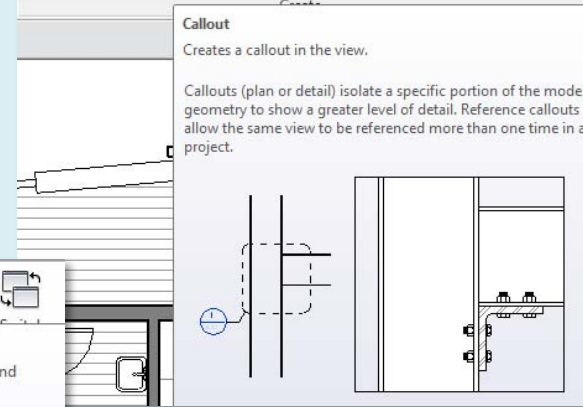 Create
Callout
Creates a callout in the view.
Callouts (plan or detail) isolate a specific portion of the mode
geometry to show a greater level of detail. Reference callouts
allow the same view to be referenced more than one time in a
project.
nd